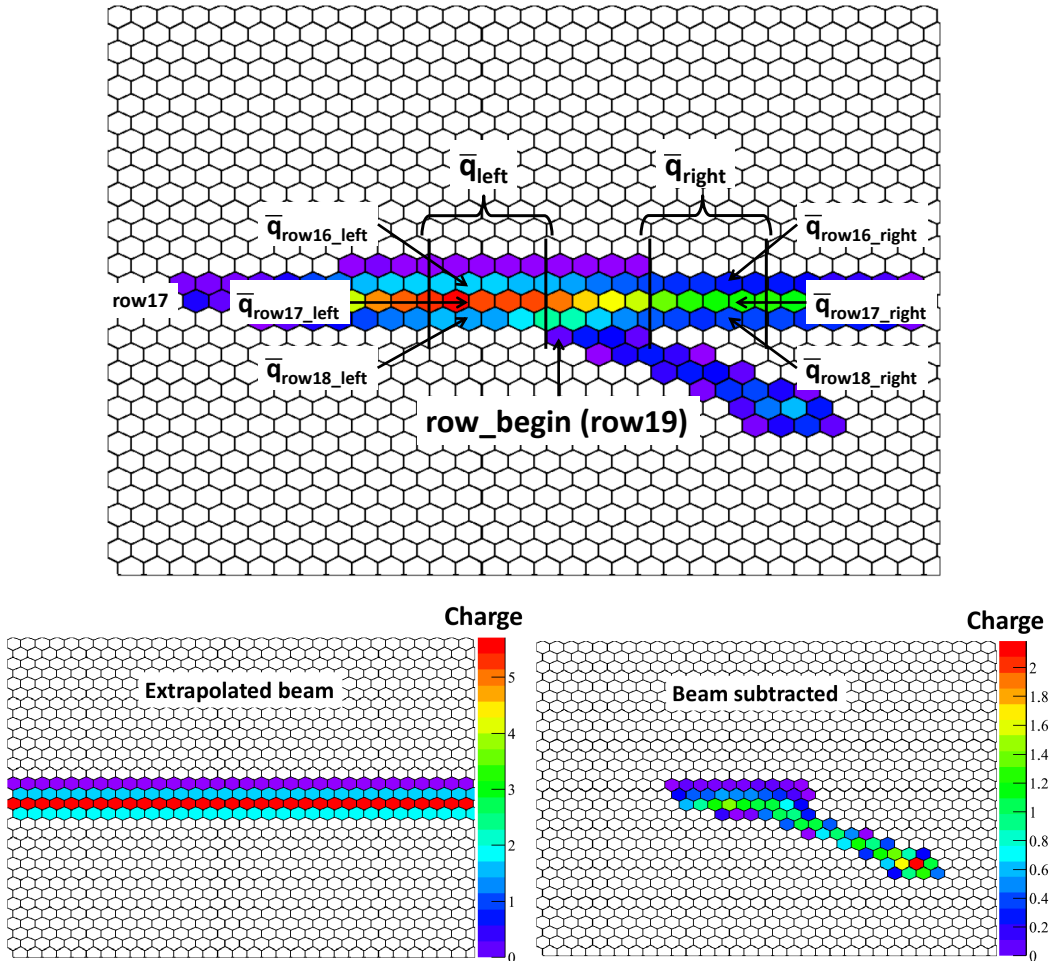 q̅left
q̅right
q̅row16_left
q̅row16_right
row17
q̅row17_left
q̅row17_right
q̅row18_left
q̅row18_right
row_begin (row19)
Charge
Extrapolated beam
5
4
3
2
1
0
Charge
Beam subtracted
2
1.8
1.6
1.4
1.2
1
0.8
0.6
0.4
0.2
0